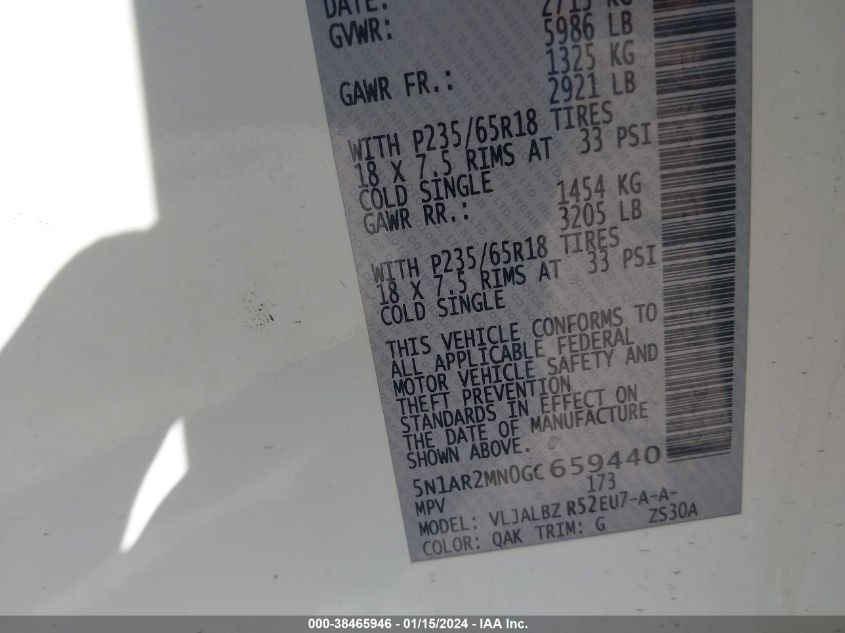 DATE: 2715 KG
GVWR: 5986 LB
1325 KG
GAWR FR.: 2921 LB
WITH P235/65R18 TIRES
18 X 7.5 RIMS AT 33 PSI
COLD SINGLE
1454 KG
GAWR RR.: 3205 LB
WITH P235/65R18 TIRES
18 X 7.5 RIMS AT 33 PSI
COLD SINGLE
THIS VEHICLE CONFORMS TO
ALL APPLICABLE FEDERAL
MOTOR VEHICLE SAFETY AND
THEFT PREVENTION
STANDARDS IN EFFECT ON
THE DATE OF MANUFACTURE
SHOWN ABOVE.
5N1AR2MN0GC659440
MPV 173
MODEL: VLJALBZ R52EU7-A-A-
COLOR: QAK TRIM: G ZS30A
000-38465946 - 01/15/2024 - IAA Inc.